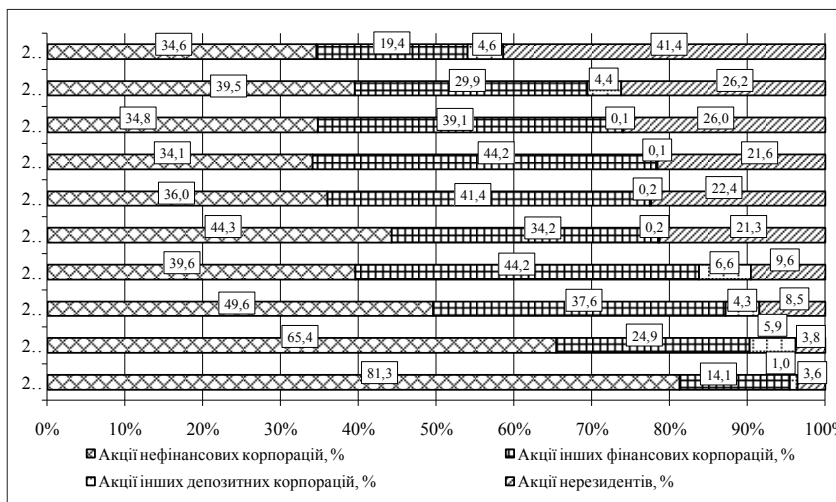 34,6 19,4 4,6 41,4
2..
39,5 29,9 4,4 26,2
2..
34,8 39,1 0,1 26,0
2..
34,1 44,2 0,1 21,6
2..
36,0 41,4 0,2 22,4
2..
44,3 34,2 0,2 21,3
2..
39,6 44,2 6,6 9,6
2..
49,6 37,6 4,3 8,5
2..
65,4 24,9 5,9 3,8
2..
81,3 14,1 1,0 3,6
2..
0% 10% 20% 30% 40% 50% 60% 70% 80% 90% 100%
Акції нефінансових корпорацій, % Акції інших фінансових корпорацій, %
Акції інших депозитних корпорацій, % Акції нерезидентів, %